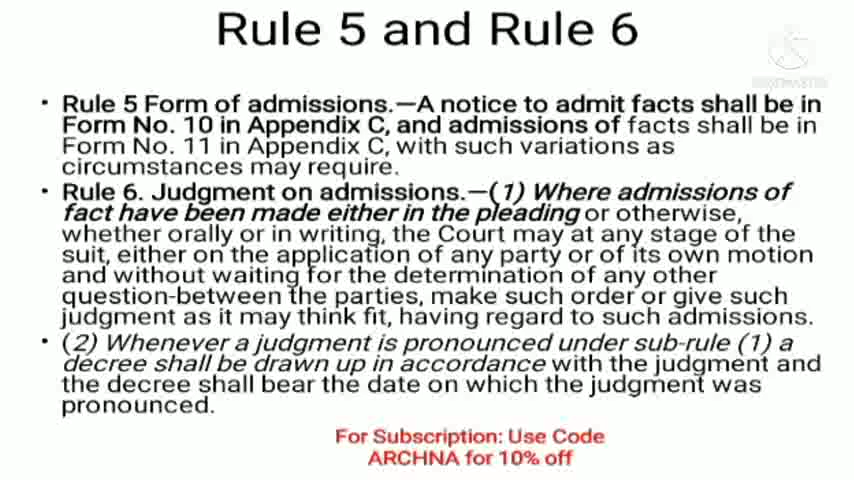 Rule 5 and Rule 6
• Rule 5 Form of admissions.—A notice to admit facts shall be in
Form No. 10 in Appendix C, and admissions of facts shall be in
Form No. 11 in Appendix C, with such variations as
circumstances may require.
• Rule 6. Judgment on admissions.—(1) Where admissions of
fact have been made either in the pleading or otherwise,
whether orally or in writing, the Court may at any stage of the
suit, either on the application of any party or of its own motion
and without waiting for the determination of any other
question-between the parties, make such order or give such
judgment as it may think fit, having regard to such admissions.
• (2) Whenever a judgment is pronounced under sub-rule (1) a
decree shall be drawn up in accordance with the judgment and
the decree shall bear the date on which the judgment was
pronounced.
For Subscription: Use Code
ARCHNA for 10% off